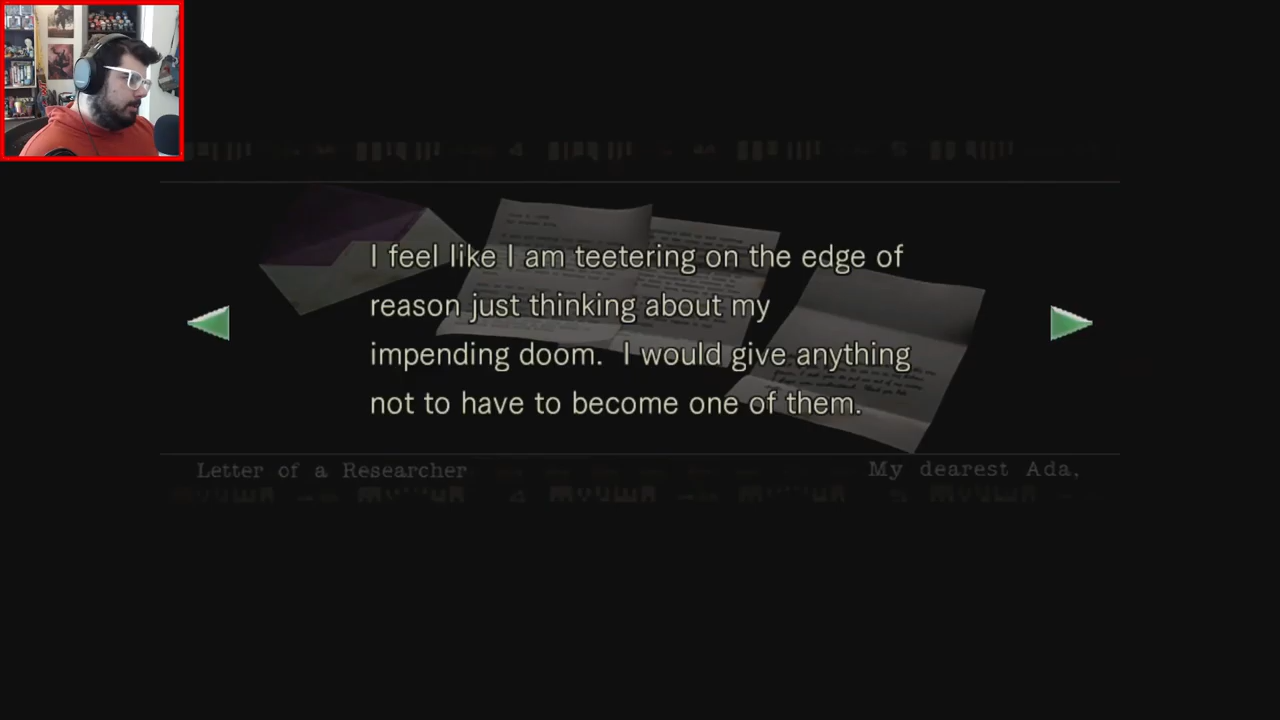 I feel like I am teetering on the edge of
reason just thinking about my
impending doom. I would give anything
not to have to become one of them.
Letter of a Researcher
My dearest Ada,